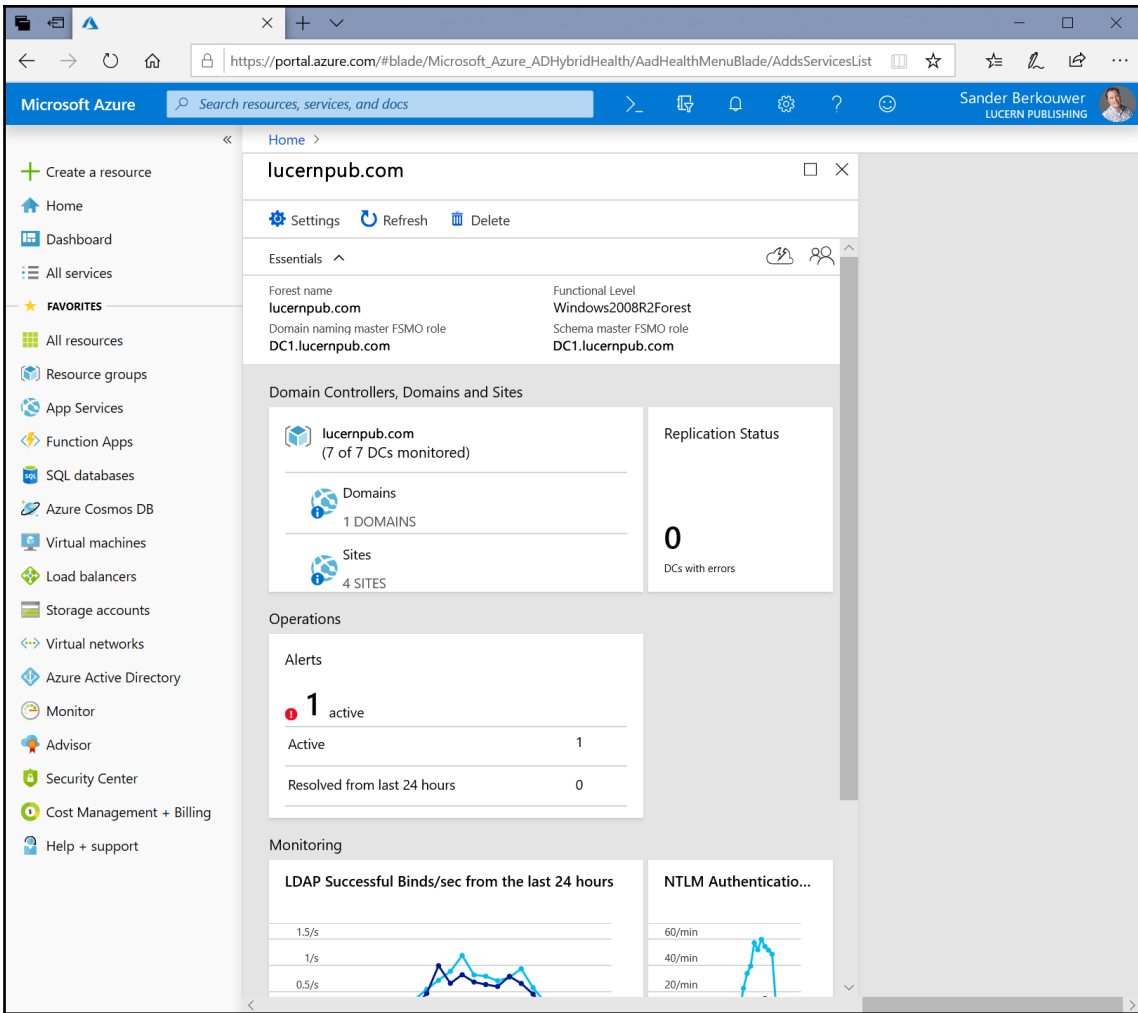 https://portal.azure.com/#blade/Microsoft_Azure_ADHybridHealth/AadHealthMenuBlade/AddsServicesList
Microsoft Azure
Search resources, services, and docs
Sander Berkouwer
LUCERN PUBLISHING
Home >
Create a resource
Home
Dashboard
All services
FAVORITES
All resources
Resource groups
App Services
Function Apps
SQL databases
Azure Cosmos DB
Virtual machines
Load balancers
Storage accounts
Virtual networks
Azure Active Directory
Monitor
Advisor
Security Center
Cost Management + Billing
Help + support
lucernpub.com
Settings Refresh Delete
Essentials
Forest name
lucernpub.com
Functional Level
Windows2008R2Forest
Domain naming master FSMO role
DC1.lucernpub.com
Schema master FSMO role
DC1.lucernpub.com
Domain Controllers, Domains and Sites
lucernpub.com
(7 of 7 DCs monitored)
Domains
1 DOMAINS
Sites
4 SITES
Replication Status
0
DCs with errors
Operations
Alerts
1 active
Active 1
Resolved from last 24 hours 0
Monitoring
LDAP Successful Binds/sec from the last 24 hours
1.5/s
1/s
0.5/s
NTLM Authenticatio...
60/min
40/min
20/min